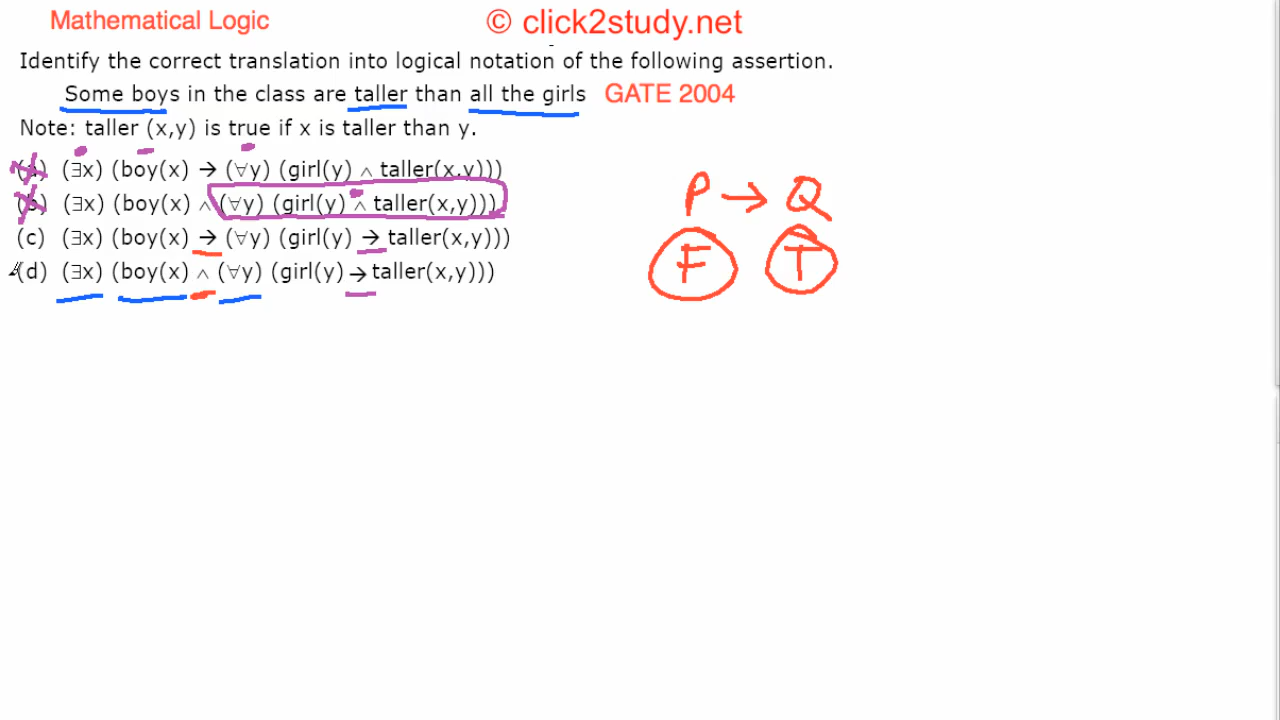 Mathematical Logic
© click2study.net
Identify the correct translation into logical notation of the following assertion.
Some boys in the class are taller than all the girls GATE 2004
Note: taller (x,y) is true if x is taller than y.
(a) (∃x) (boy(x) → (∀y) (girl(y) ∧ taller(x,y)))
(b) (∃x) (boy(x) ∧ (∀y) (girl(y) ∧ taller(x,y)))
(c) (∃x) (boy(x) → (∀y) (girl(y) → taller(x,y)))
(d) (∃x) (boy(x) ∧ (∀y) (girl(y) → taller(x,y)))
P → Q
F T